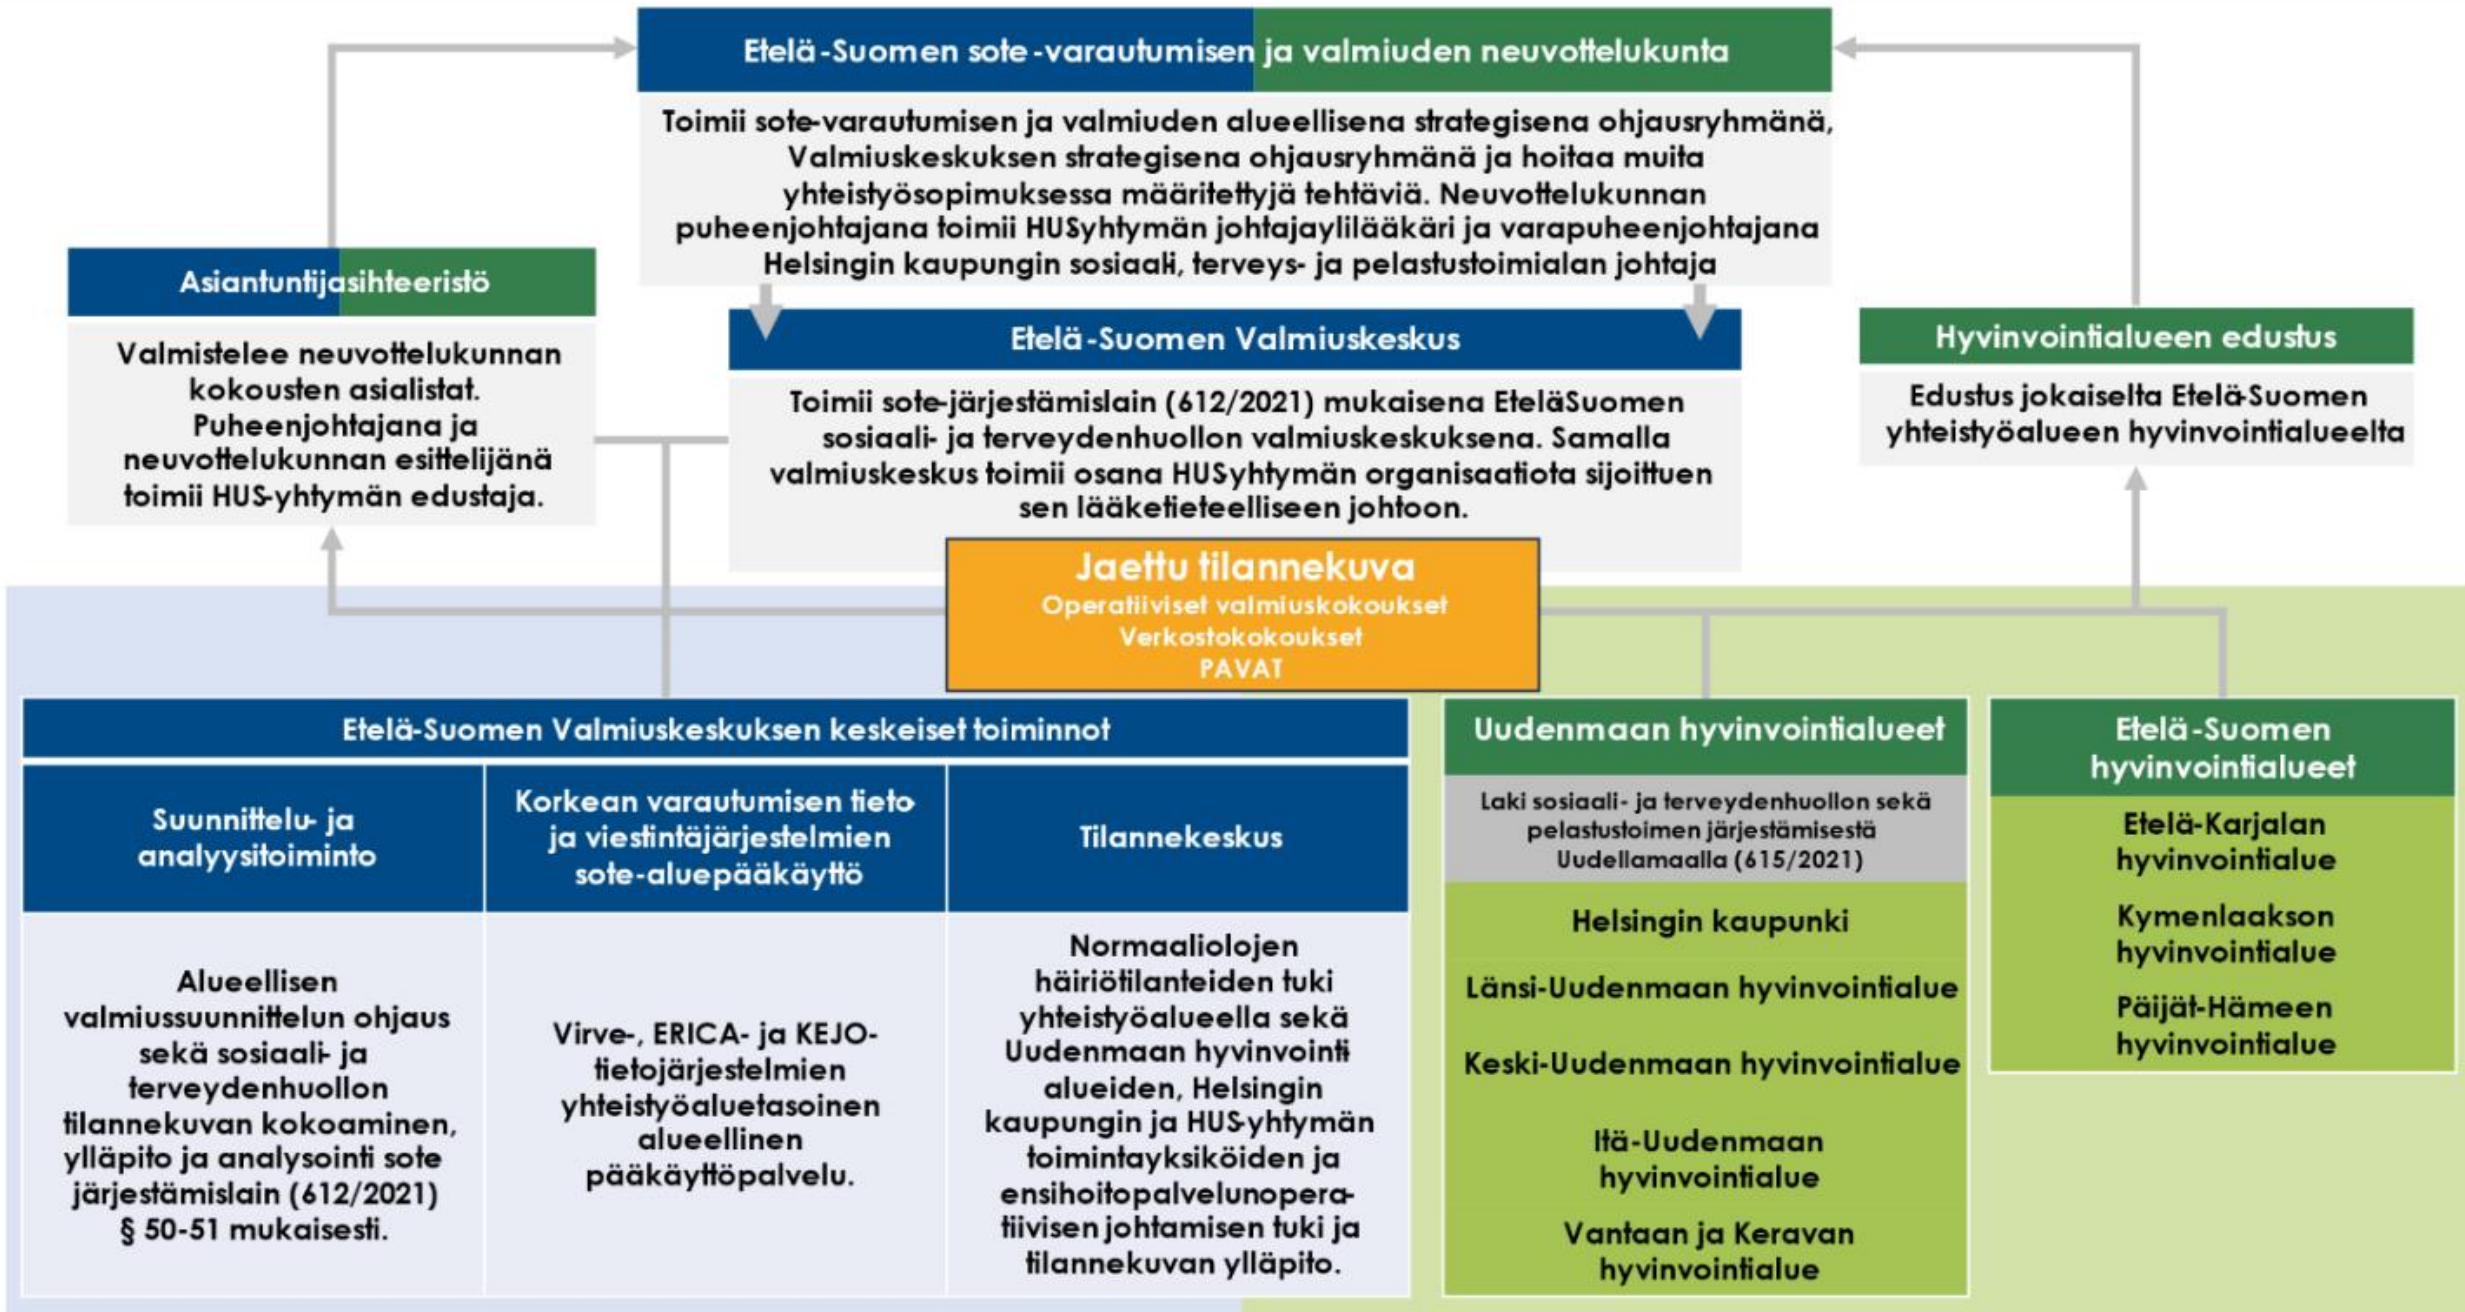 Etelä-Suomen sote-varautumisen ja valmiuden neuvottelukunta
Toimii sote-varautumisen ja valmiuden alueellisena strategisena ohjausryhmänä,
Valmiuskeskuksen strategisena ohjausryhmänä ja hoitaa muita
yhteistyösopimuksessa määritettyjä tehtäviä. Neuvottelukunnan
puheenjohtajana toimii HUS-yhtymän johtajaylilääkäri ja varapuheenjohtajana
Helsingin kaupungin sosiaali-, terveys- ja pelastustoimialan johtaja
Asiantuntijasihteeristö
Valmistelee neuvottelukunnan
kokousten asialistat.
Puheenjohtajana ja
neuvottelukunnan esittelijänä
toimii HUS-yhtymän edustaja.
Etelä-Suomen Valmiuskeskus
Toimii sote-järjestämislain (612/2021) mukaisena Etelä-Suomen
sosiaali- ja terveydenhuollon valmiuskeskuksena. Samalla
valmiuskeskus toimii osana HUS-yhtymän organisaatiota sijoittuen
sen lääketieteelliseen johtoon.
Hyvinvointialueen edustus
Edustus jokaiselta Etelä-Suomen
yhteistyöalueen hyvinvointialueelta
Jaettu tilannekuva
Operatiiviset valmiuskokoukset
Verkostokokoukset
PAVAT
Etelä-Suomen Valmiuskeskuksen keskeiset toiminnot
Suunnittelu- ja
analyysitoiminto
Alueellisen
valmiussuunnittelun ohjaus
sekä sosiaali- ja
terveydenhuollon
tilannekuvan kokoaminen,
ylläpito ja analysointi sote
järjestämislain (612/2021)
§ 50-51 mukaisesti.
Korkean varautumisen tieto-
ja viestintäjärjestelmien
sote-aluepääkäyttö
Virve-, ERICA- ja KEJO-
tietojärjestelmien
yhteistyöaluetasoinen
alueellinen
pääkäyttöpalvelu.
Tilannekeskus
Normaaliolojen
häiriötilanteiden tuki
yhteistyöalueella sekä
Uudenmaan hyvinvointi-
alueiden, Helsingin
kaupungin ja HUS-yhtymän
toimintayksiköiden ja
ensihoitopalvelunopera-
tiivisen johtamisen tuki ja
tilannekuvan ylläpito.
Uudenmaan hyvinvointialueet
Laki sosiaali- ja terveydenhuollon sekä
pelastustoimen järjestämisestä
Uudellamaalla (615/2021)
Helsingin kaupunki
Länsi-Uudenmaan hyvinvointialue
Keski-Uudenmaan hyvinvointialue
Itä-Uudenmaan
hyvinvointialue
Vantaan ja Keravan
hyvinvointialue
Etelä-Suomen
hyvinvointialueet
Etelä-Karjalan
hyvinvointialue
Kymenlaakson
hyvinvointialue
Päijät-Hämeen
hyvinvointialue